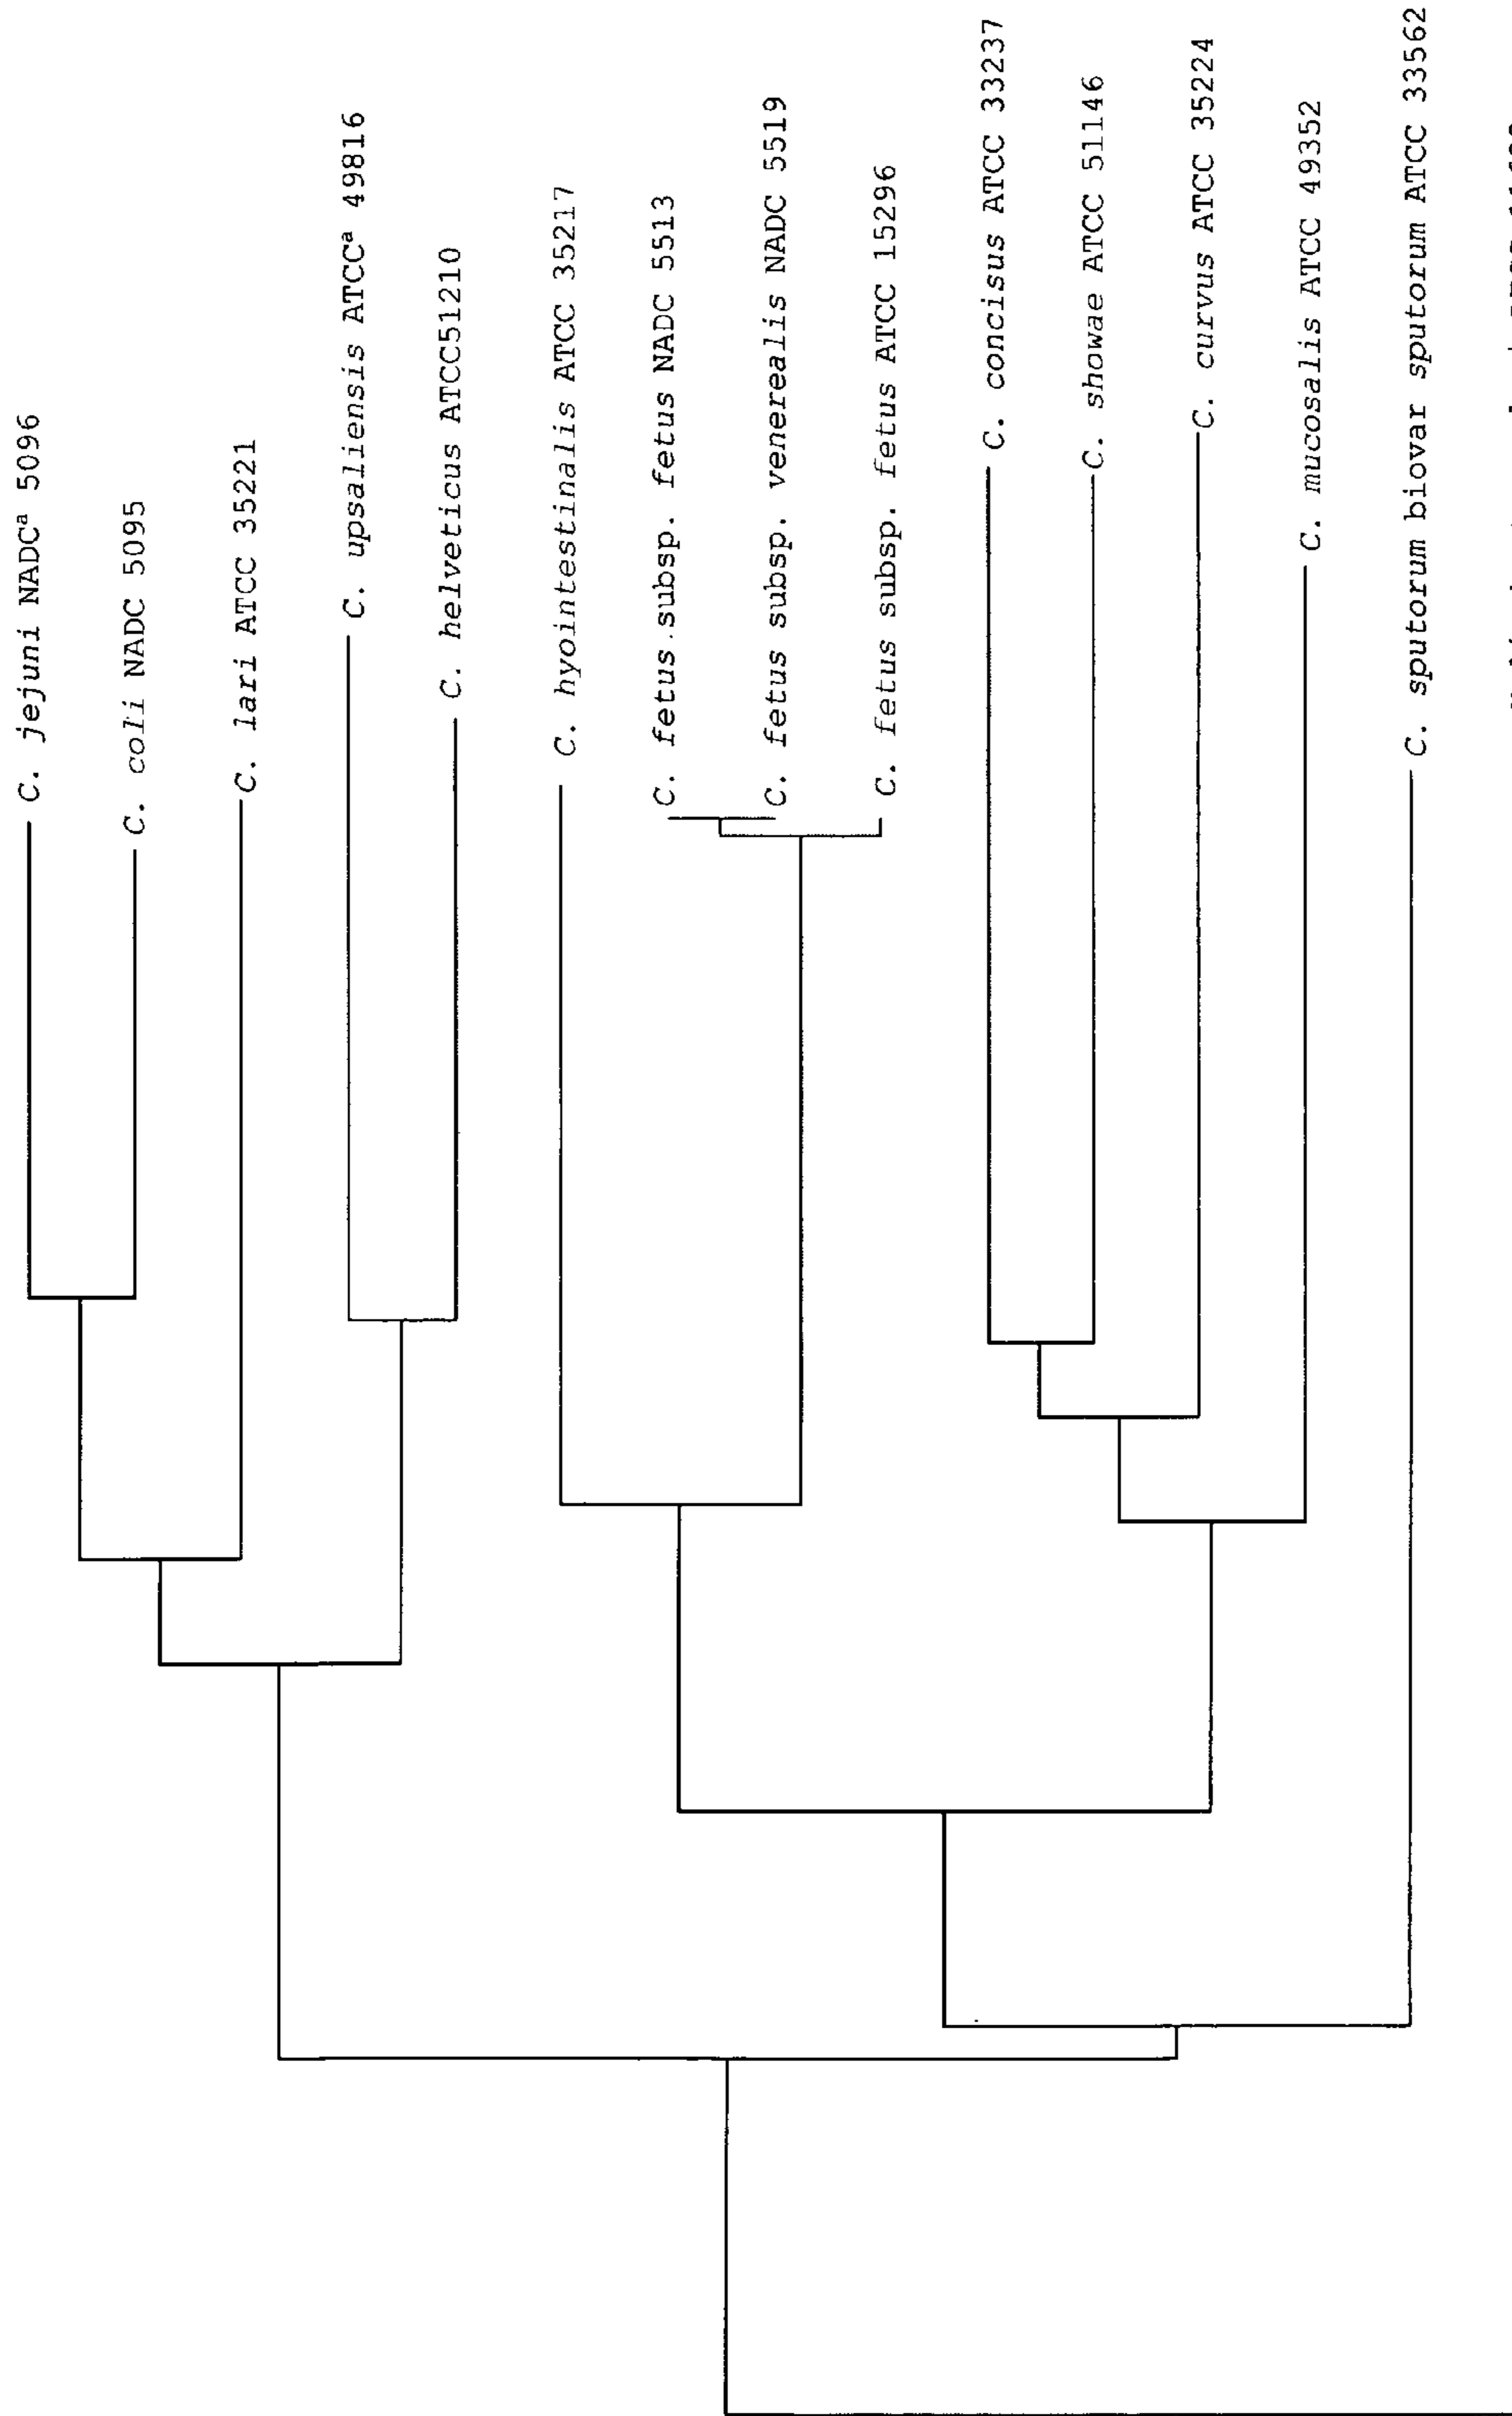 C. jejuni NADCᵃ 5096
C. coli NADC 5095
C. lari ATCC 35221
C. upsaliensis ATCCᵃ 49816
C. helveticus ATCC51210
C. hyointestinalis ATCC 35217
C. fetus subsp. fetus NADC 5513
C. fetus subsp. venerealis NADC 5519
C. fetus subsp. fetus ATCC 15296
C. concisus ATCC 33237
C. showae ATCC 51146
C. curvus ATCC 35224
C. mucosalis ATCC 49352
C. sputorum biovar sputorum ATCC 33562